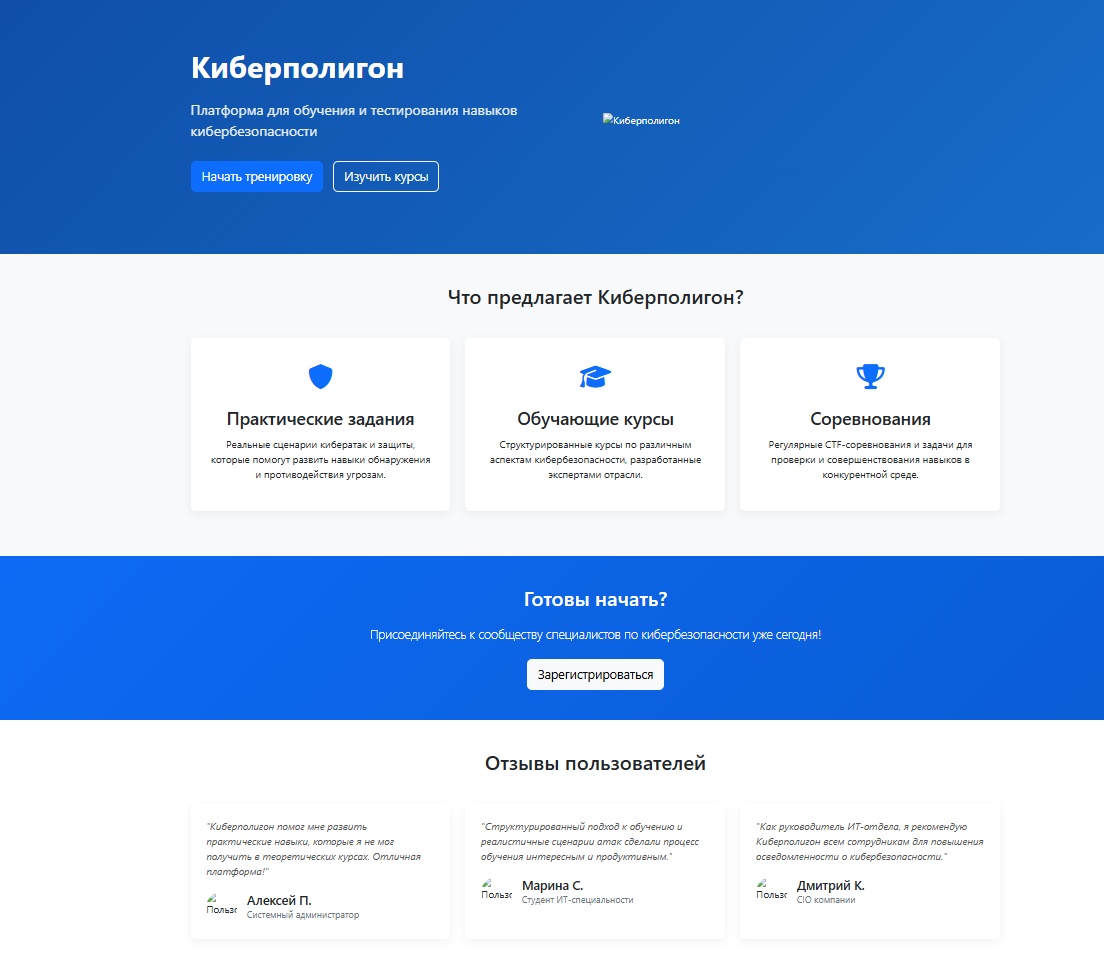 Киберполигон
Платформа для обучения и тестирования навыков
кибербезопасности
Киберполигон
Начать тренировку
Изучить курсы
Что предлагает Киберполигон?
Практические задания
Реальные сценарии кибератак и защиты,
которые помогут развить навыки обнаружения
и противодействия угрозам.
Обучающие курсы
Структурированные курсы по различным
аспектам кибербезопасности, разработанные
экспертами отрасли.
Соревнования
Регулярные CTF-соревнования и задачи для
проверки и совершенствования навыков в
конкурентной среде.
Готовы начать?
Присоединяйтесь к сообществу специалистов по кибербезопасности уже сегодня!
Зарегистрироваться
Отзывы пользователей
"Киберполигон помог мне развить
практические навыки, которые я не мог
получить в теоретических курсах. Отличная
платформа!"
Польз
Алексей П.
Системный администратор
"Структурированный подход к обучению и
реалистичные сценарии атак сделали процесс
обучения интересным и продуктивным."
Польз
Марина С.
Студент ИТ-специальности
"Как руководитель ИТ-отдела, я рекомендую
Киберполигон всем сотрудникам для повышения
осведомленности о кибербезопасности."
Польз
Дмитрий К.
CIO компании